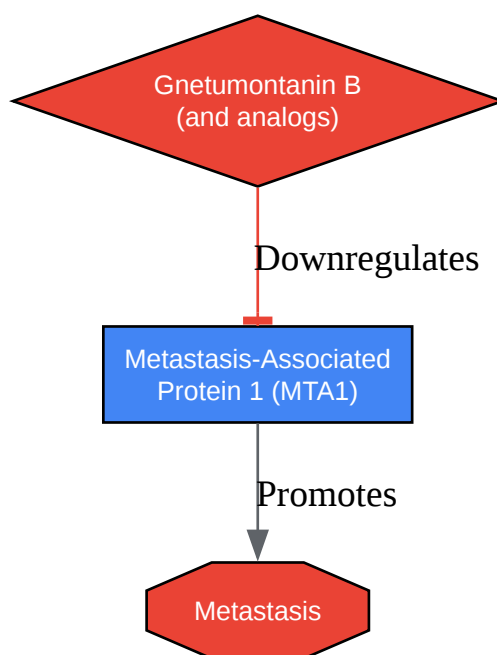 Gnetumontanin B
(and analogs)
Downregulates
Metastasis-Associated
Protein 1 (MTA1)
Promotes
Metastasis